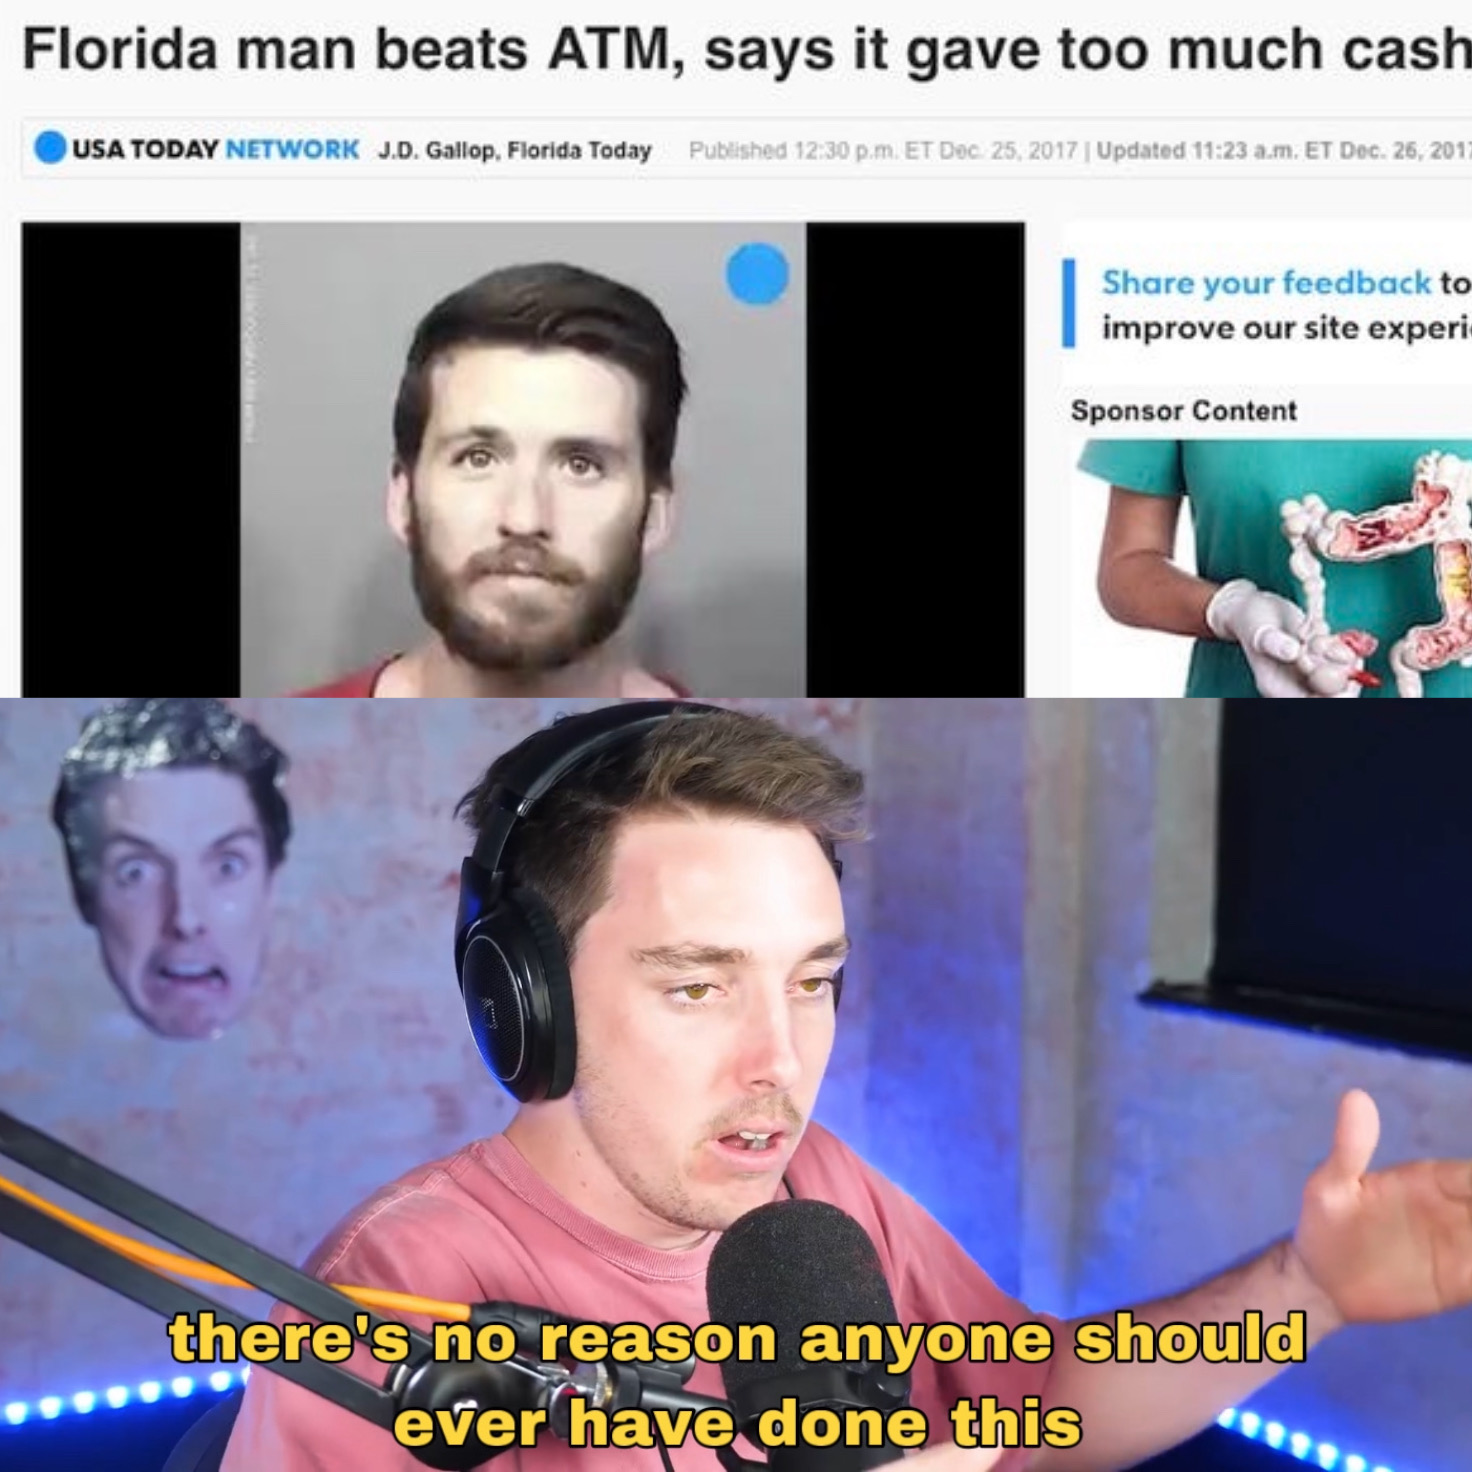 Florida man beats ATM, says it gave too much cash
USA TODAY NETWORK J.D. Gallop, Florida Today Published 12:30 p.m. ET Dec. 25, 2017 | Updated 11:23 a.m. ET Dec. 26, 2017
Share your feedback to
improve our site
Sponsor Content
there's no reason anyone should
ever have done this